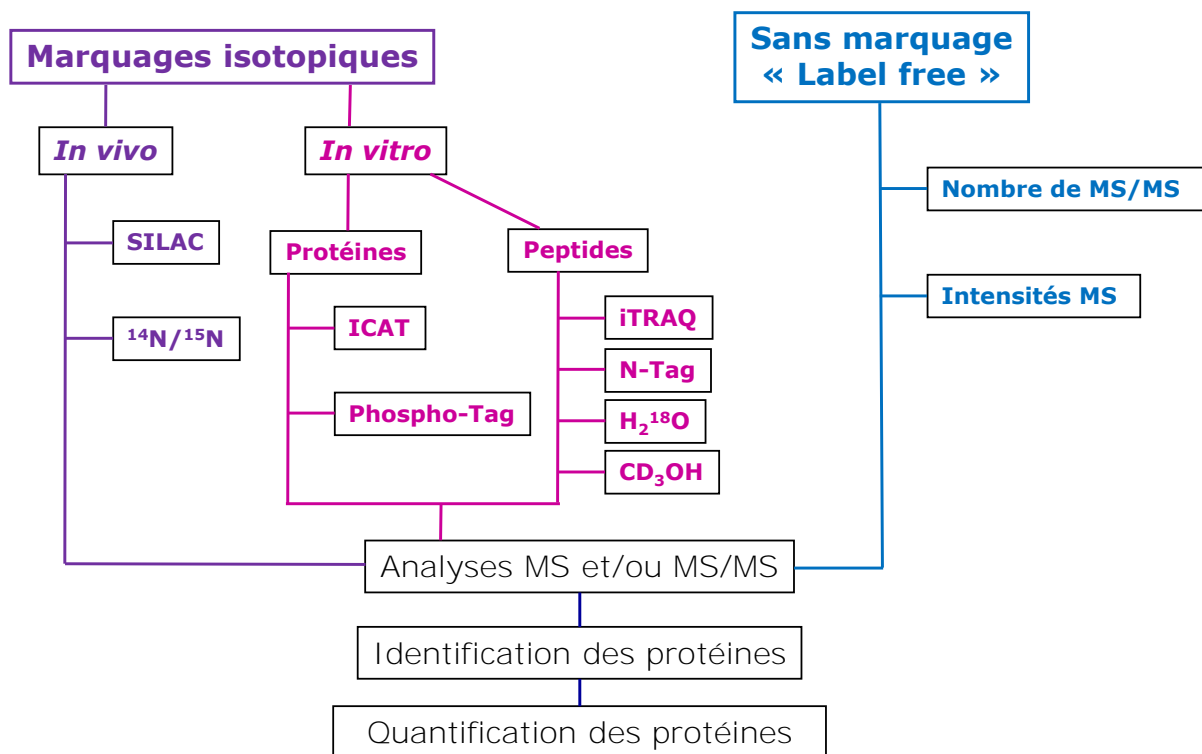 Marquages isotopiques
Sans marquage
« Label free »
In vivo
In vitro
Nombre de MS/MS
SILAC
Protéines
Peptides
Intensités MS
¹⁴N/¹⁵N
ICAT
iTRAQ
N-Tag
Phospho-Tag
H₂¹⁸O
CD₃OH
Analyses MS et/ou MS/MS
Identification des protéines
Quantification des protéines